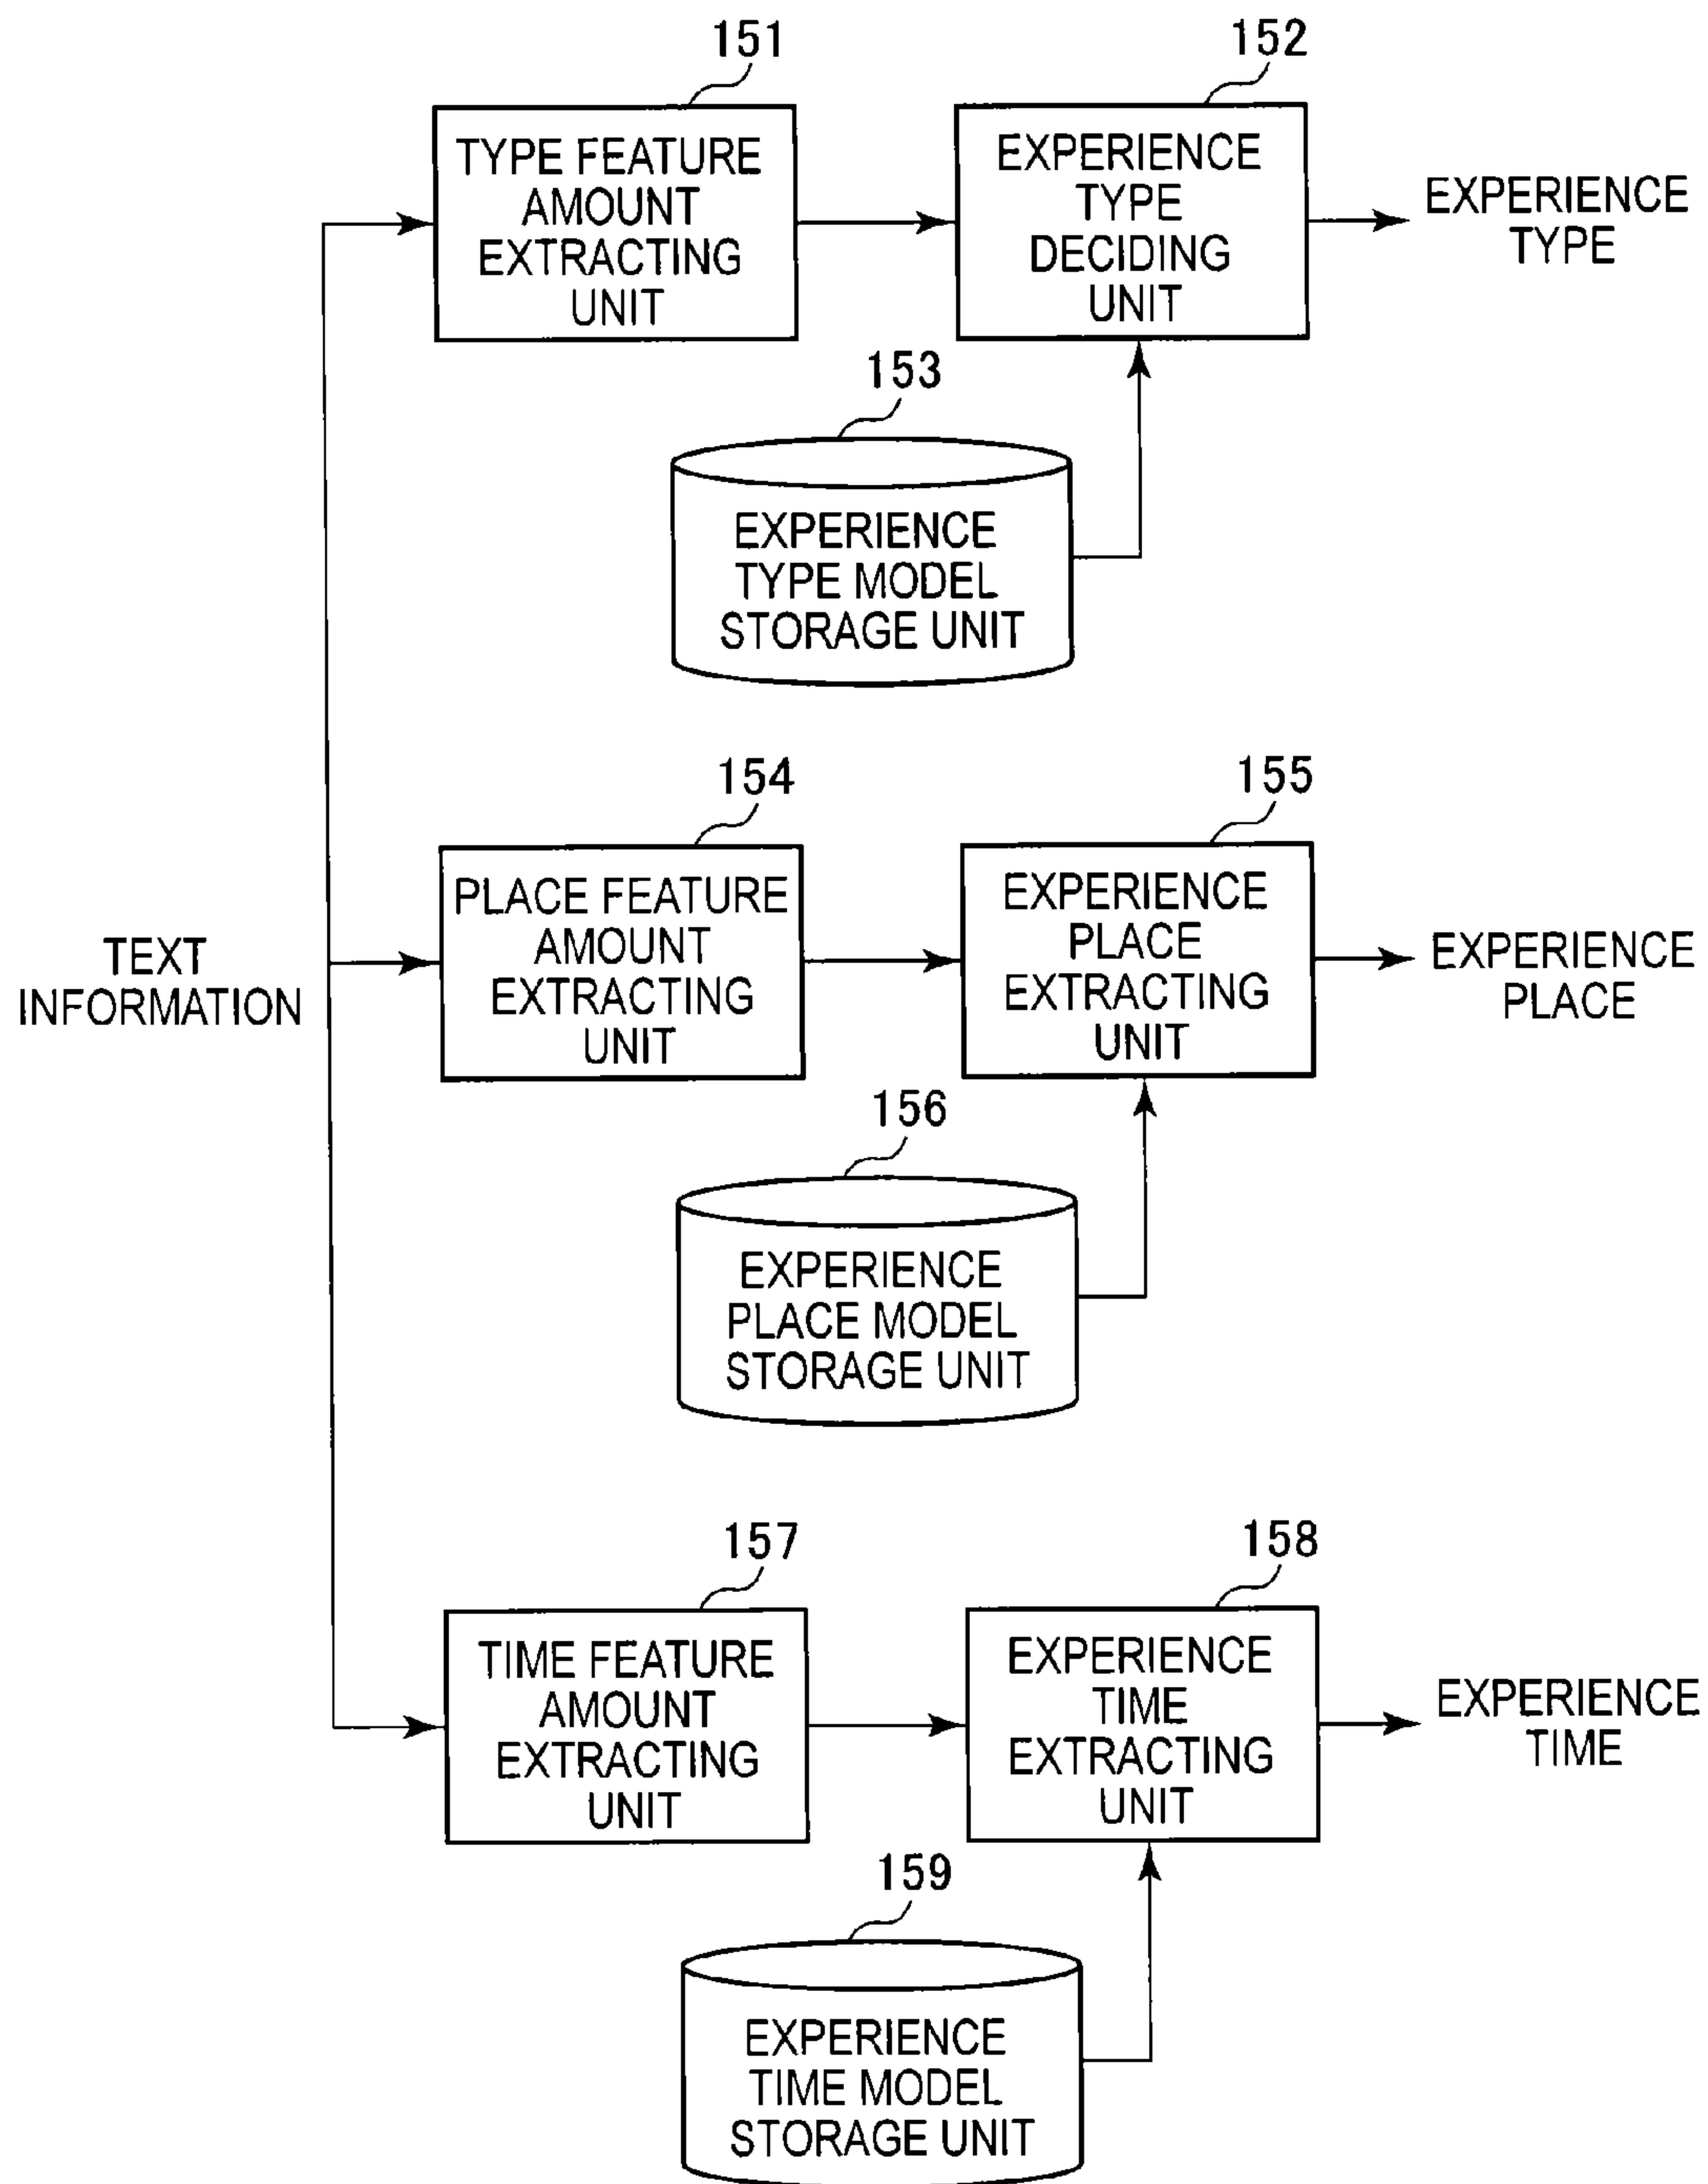 151
152
TYPE FEATURE
AMOUNT
EXTRACTING
UNIT
EXPERIENCE
TYPE
DECIDING
UNIT
EXPERIENCE
TYPE
153
EXPERIENCE
TYPE MODEL
STORAGE UNIT
154
155
TEXT
INFORMATION
PLACE FEATURE
AMOUNT
EXTRACTING
UNIT
EXPERIENCE
PLACE
EXTRACTING
UNIT
EXPERIENCE
PLACE
156
EXPERIENCE
PLACE MODEL
STORAGE UNIT
157
158
TIME FEATURE
AMOUNT
EXTRACTING
UNIT
EXPERIENCE
TIME
EXTRACTING
UNIT
EXPERIENCE
TIME
159
EXPERIENCE
TIME MODEL
STORAGE UNIT